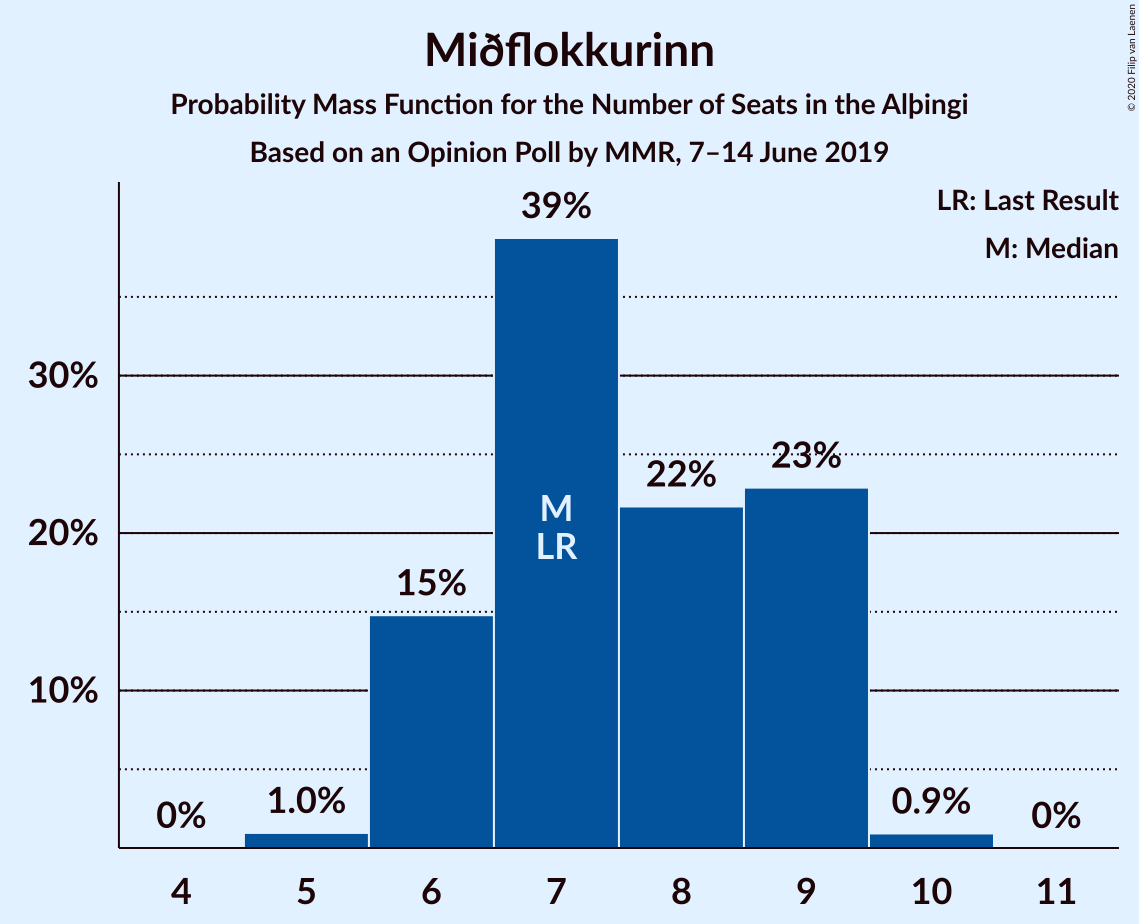 Miðflokkurinn
Probability Mass Function for the Number of Seats in the Alþingi
Based on an Opinion Poll by MMR, 7–14 June 2019
© 2020 Filip van Laenen
LR: Last Result
M: Median
39%
30%
23%
22%
M
LR
20%
15%
10%
0%
1.0%
0.9%
0%
4
5
6
7
8
9
10
11